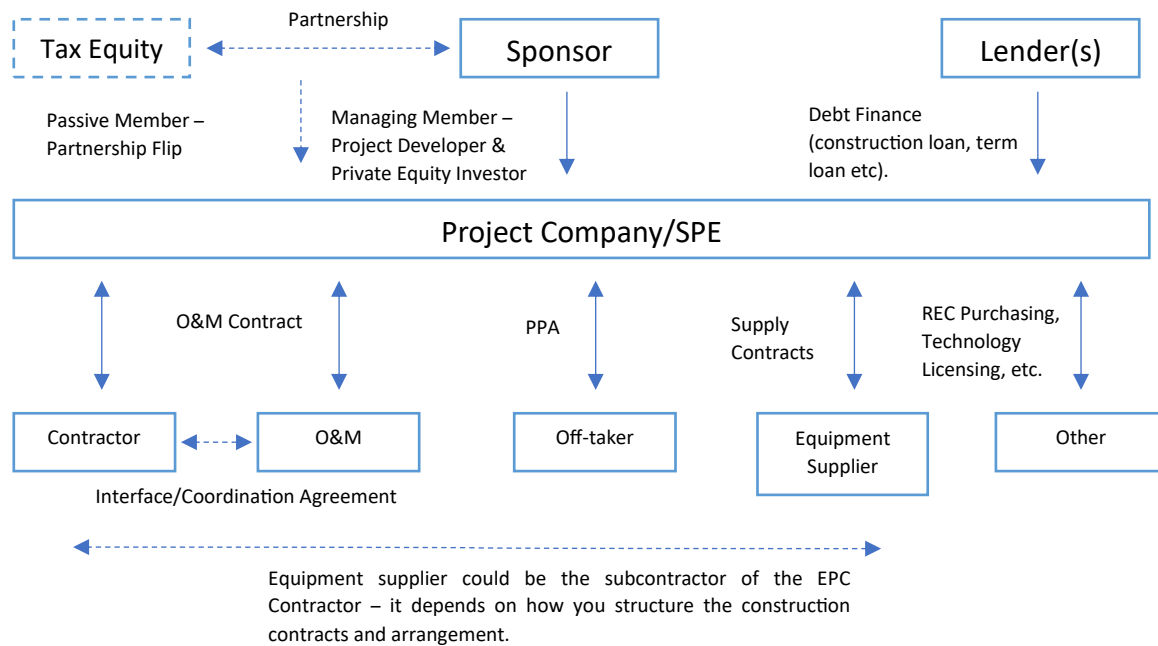 Partnership
Tax Equity
Sponsor
Lender(s)
Passive Member –
Partnership Flip
Managing Member –
Project Developer &
Private Equity Investor
Debt Finance
(construction loan, term
loan etc).
Project Company/SPE
O&M Contract
PPA
Supply
Contracts
REC Purchasing,
Technology
Licensing, etc.
Contractor
O&M
Off-taker
Equipment
Supplier
Other
Interface/Coordination Agreement
Equipment supplier could be the subcontractor of the EPC
Contractor – it depends on how you structure the construction
contracts and arrangement.